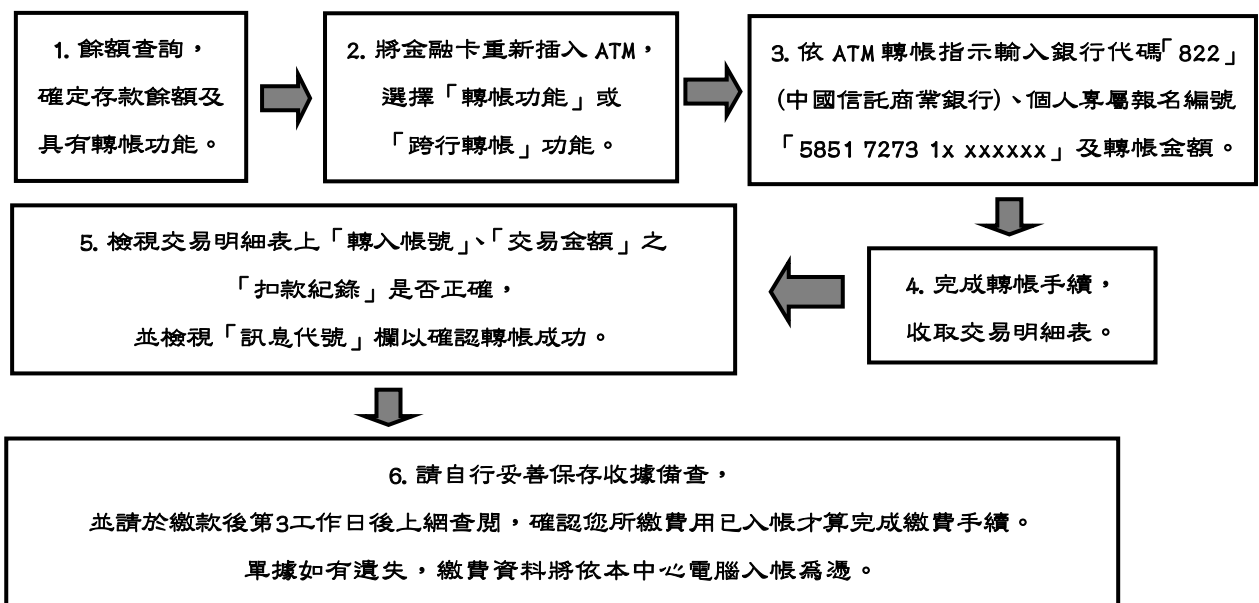 1. 餘額查詢，
確定存款餘額及
具有轉帳功能。
2. 將金融卡重新插入 ATM，
選擇「轉帳功能」或
「跨行轉帳」功能。
3. 依 ATM 轉帳指示輸入銀行代碼「822」
(中國信託商業銀行)、個人專屬報名編號
「5851 7273 1x xxxxxx」及轉帳金額。
4. 完成轉帳手續，
收取交易明細表。
5. 檢視交易明細表上「轉入帳號」、「交易金額」之
「扣款紀錄」是否正確，
並檢視「訊息代號」欄以確認轉帳成功。
6. 請自行妥善保存收據備查，
並請於繳款後第3工作日後上網查閱，確認您所繳費用已入帳才算完成繳費手續。
單據如有遺失，繳費資料將依本中心電腦入帳為憑。